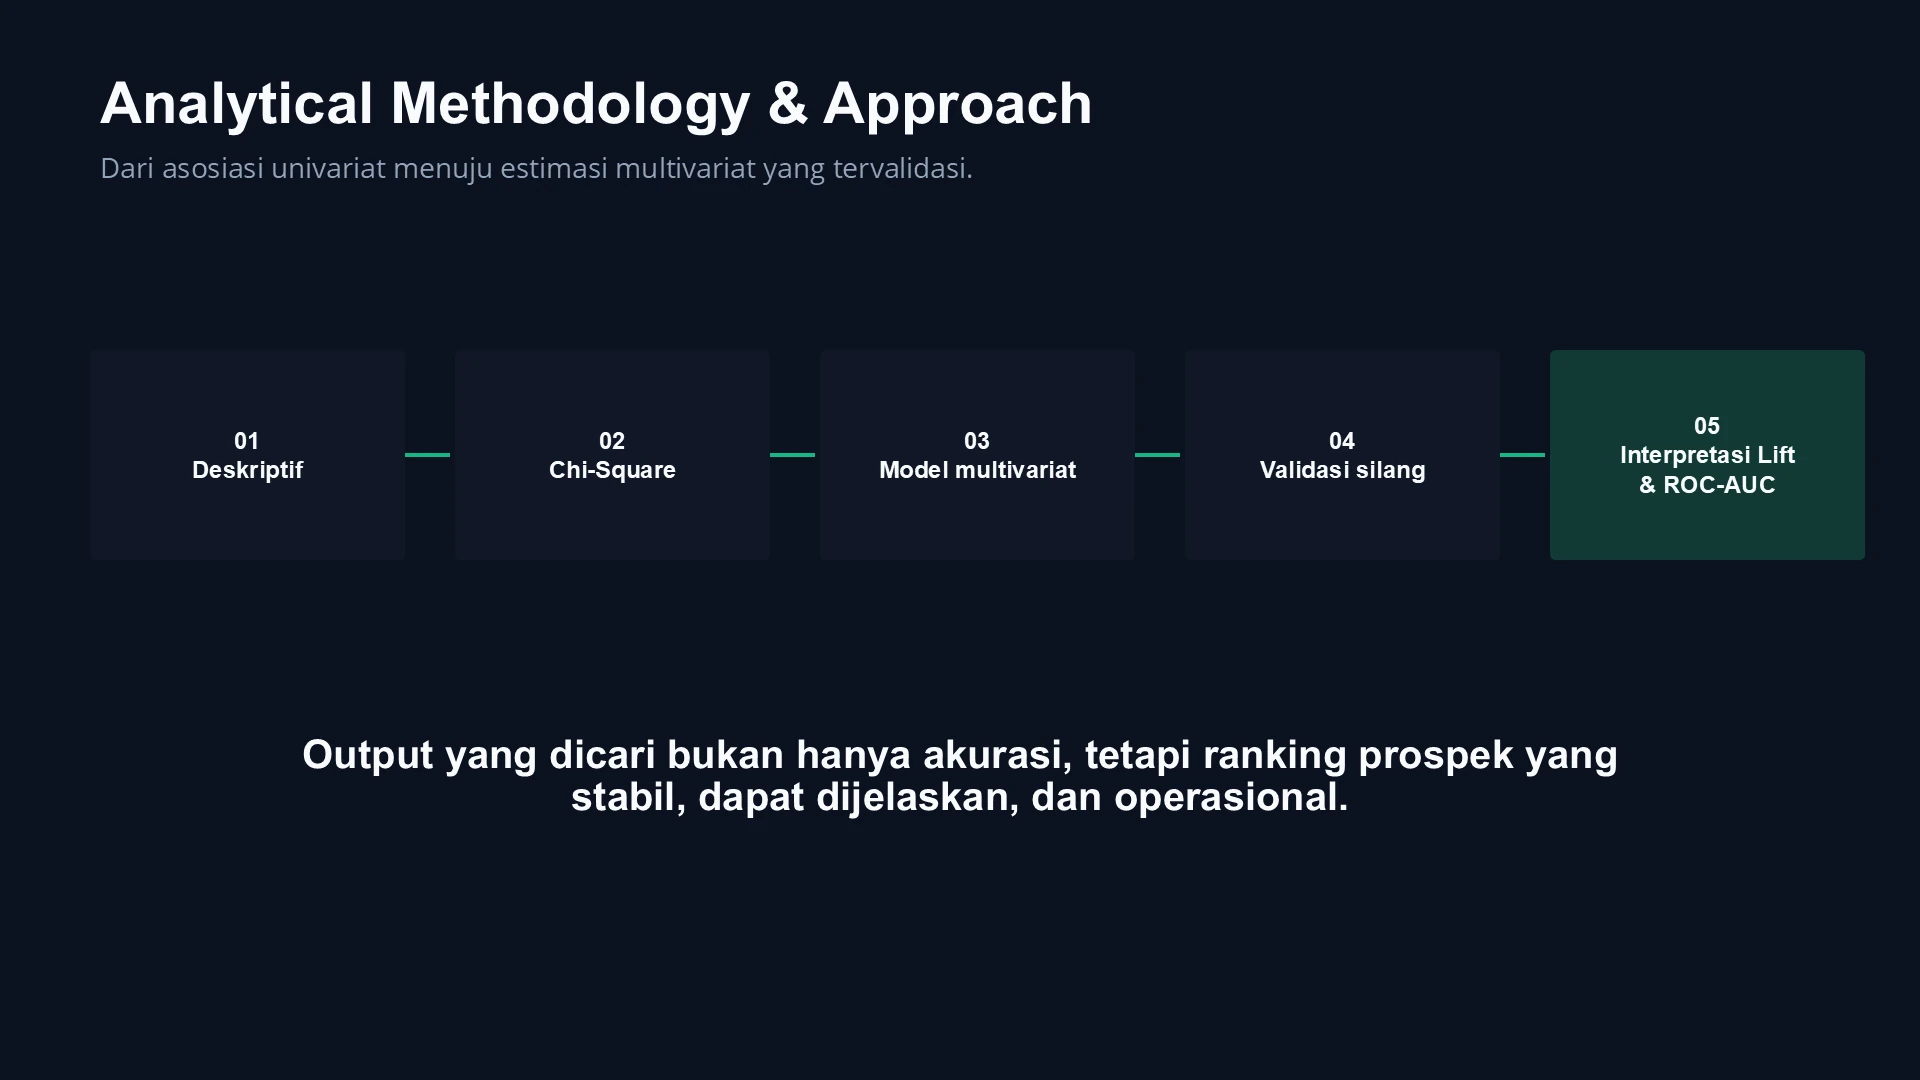 Analytical Methodology & Approach
Dari asosiasi univariat menuju estimasi multivariat yang tervalidasi.
01
Deskriptif
02
Chi-Square
03
Model multivariat
04
Validasi silang
05
Interpretasi Lift
& ROC-AUC
Output yang dicari bukan hanya akurasi, tetapi ranking prospek yang
stabil, dapat dijelaskan, dan operasional.